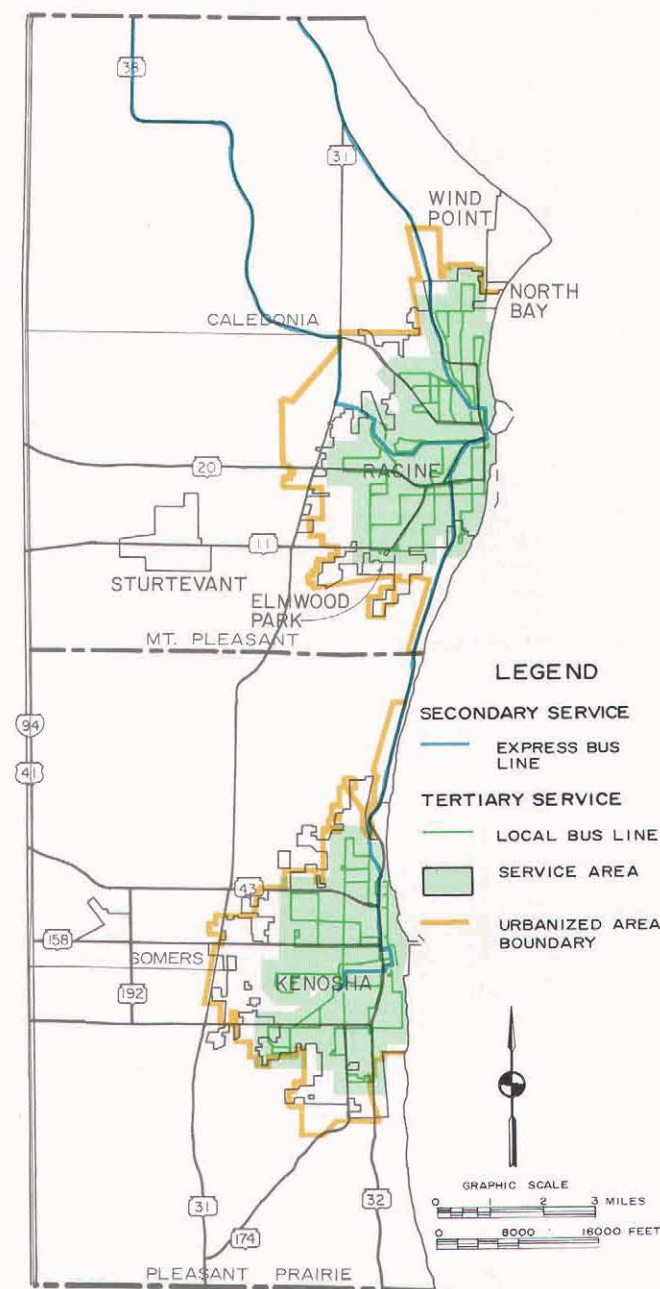 38
31
WIND
POINT
NORTH
BAY
CALEDONIA
20
RACINE
11
STURTEVANT
ELMWOOD
PARK
MT. PLEASANT
LEGEND
SECONDARY SERVICE
EXPRESS BUS
LINE
TERTIARY SERVICE
LOCAL BUS LINE
SERVICE AREA
URBANIZED AREA
BOUNDARY
94
41
43
158
SOMERS
192
KENOSHA
31
32
174
PLEASANT PRAIRIE
GRAPHIC SCALE
0 1 2 3 MILES
0 8000 16000 FEET